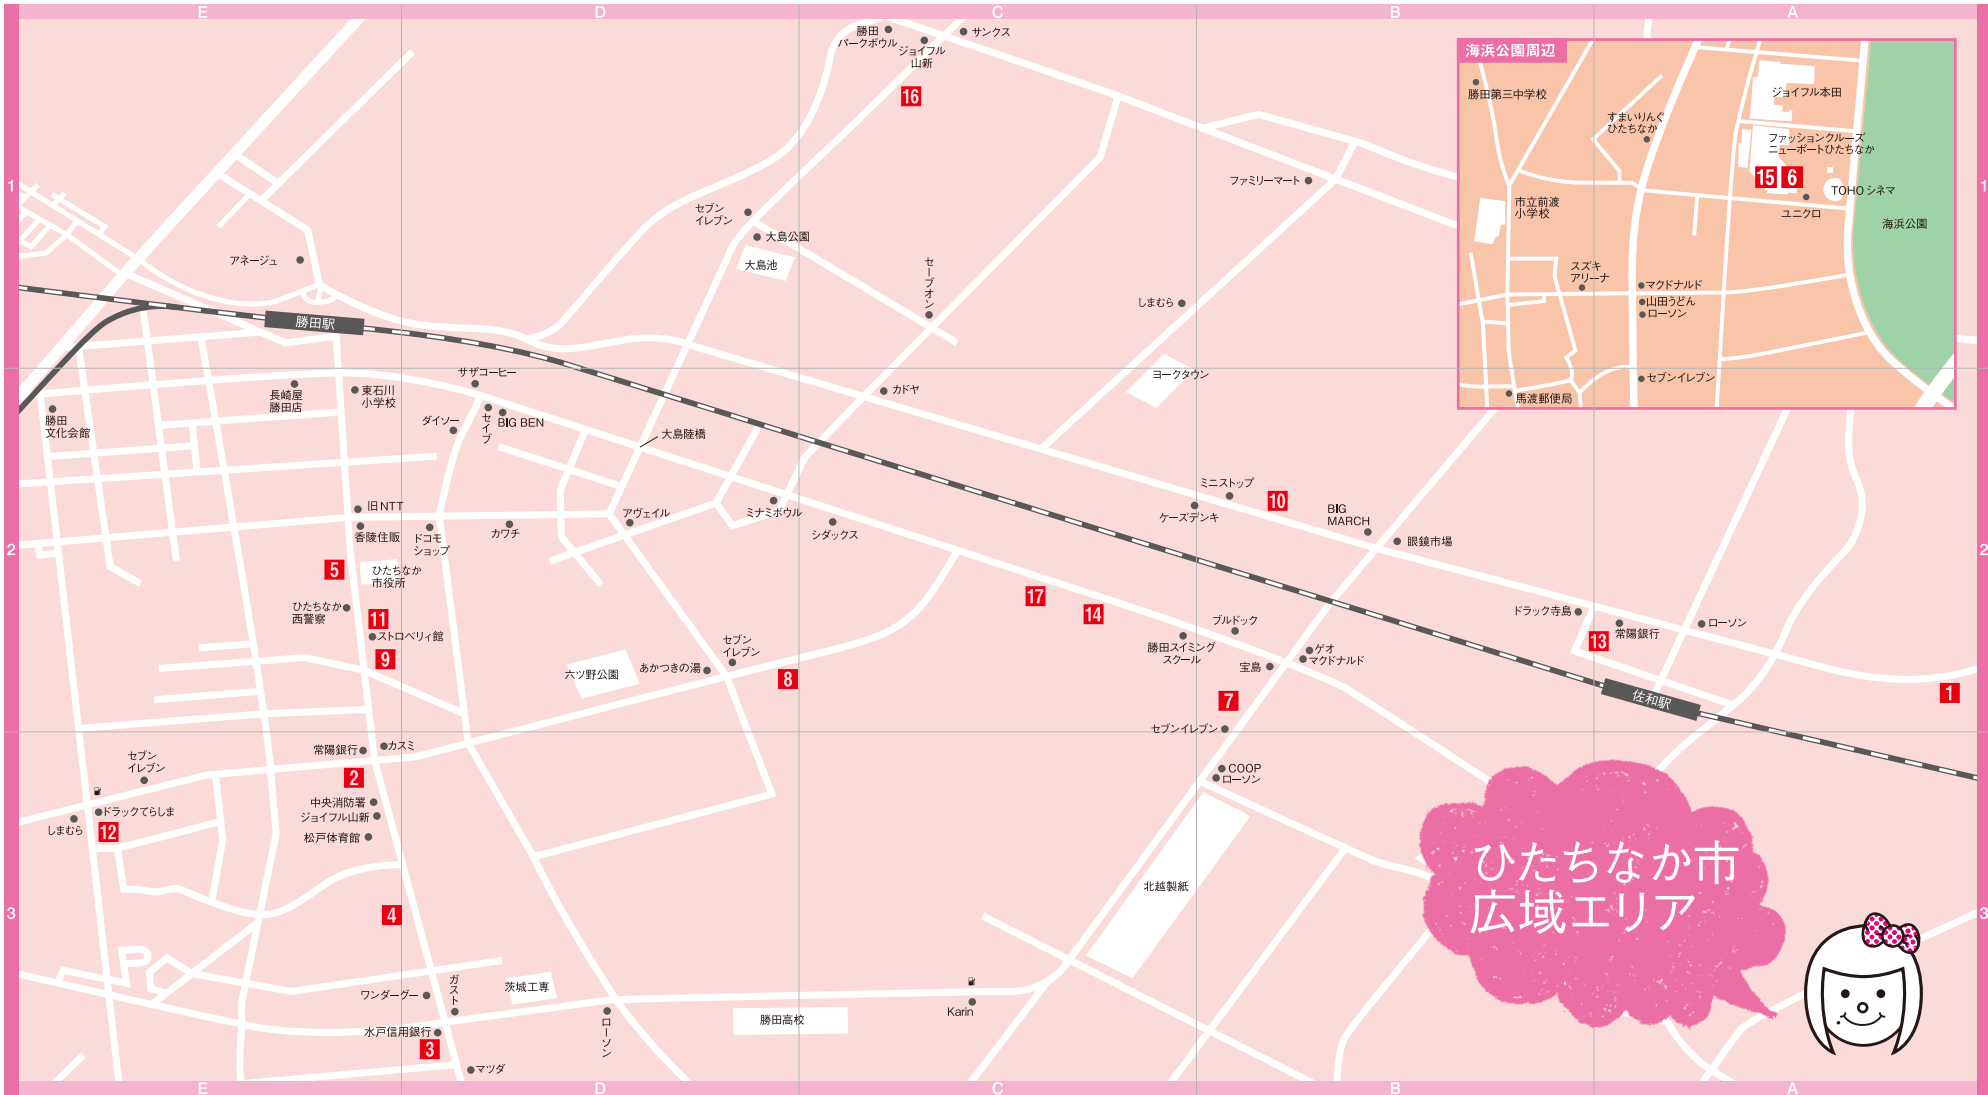 E
D
C
B
A
1
2
3
勝田
パークボウル
ジョイフル
山新
サンクス
16
ファミリーマート
セブン
イレブン
大島公園
大島池
セーブオン
しまむら
アネージュ
勝田駅
海浜公園周辺
勝田第三中学校
すまいりんぐ
ひたちなか
ジョイフル本田
ファッションクルーズ
ニューポートひたちなか
15
6
TOHOシネマ
ユニクロ
海浜公園
市立前渡
小学校
スズキ
アリーナ
マクドナルド
山田うどん
ローソン
セブンイレブン
馬渡郵便局
サザコーヒー
長崎屋
勝田店
東石川
小学校
勝田
文化会館
ダイソー
セイブ
BIG BEN
大島陸橋
カドヤ
ヨークタウン
旧NTT
香陵住販
ドコモ
ショップ
カワチ
アヴェイル
ミナミボウル
シダックス
ミニストップ
ケーズデンキ
10
BIG
MARCH
眼鏡市場
5
ひたちなか
市役所
ひたちなか
西警察
11
ストロベリィ館
9
六ツ野公園
あかつきの湯
セブン
イレブン
8
17
14
勝田スイミング
スクール
ブルドック
宝島
ゲオ
マクドナルド
7
セブンイレブン
ドラック寺島
13
常陽銀行
ローソン
佐和駅
1
常陽銀行
カスミ
2
セブン
イレブン
ドラックてらしま
しまむら
12
中央消防署
ジョイフル山新
松戸体育館
COOP
ローソン
北越製紙
4
ワンダーグー
ガスト
茨城工専
水戸信用銀行
3
マツダ
ローソン
勝田高校
Karin
ひたちなか市
広域エリア
1
2
3
E
D
C
B
A